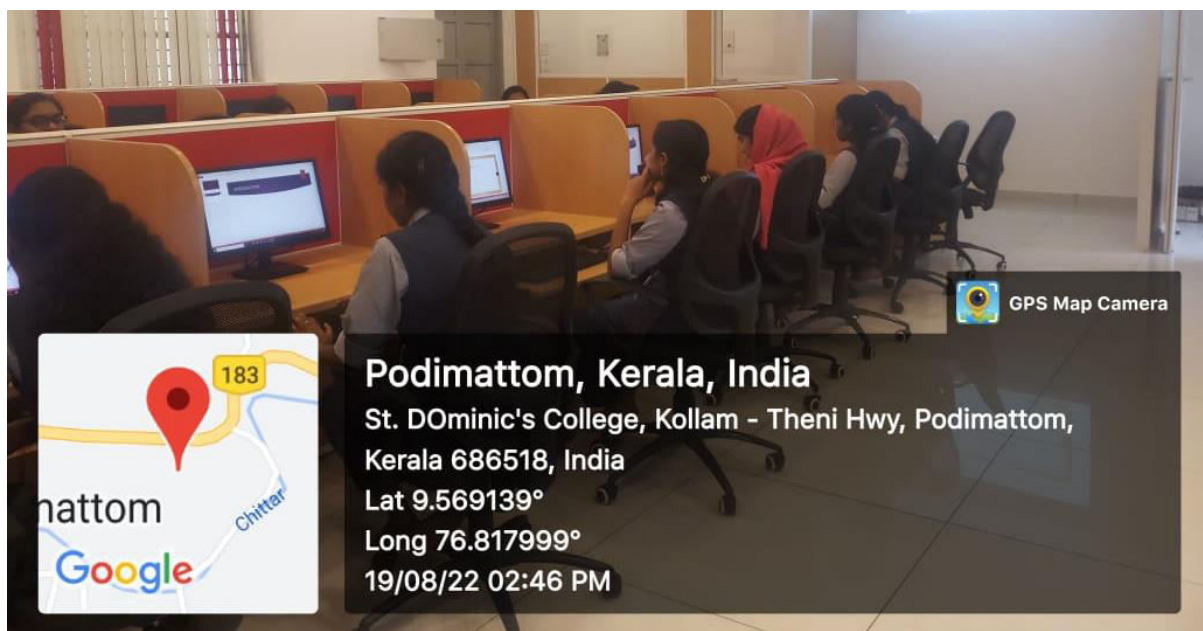 GPS Map Camera
183
nattom
Chittar
Google
Podimattom, Kerala, India
St. DOminic's College, Kollam - Theni Hwy, Podimattom,
Kerala 686518, India
Lat 9.569139°
Long 76.817999°
19/08/22 02:46 PM